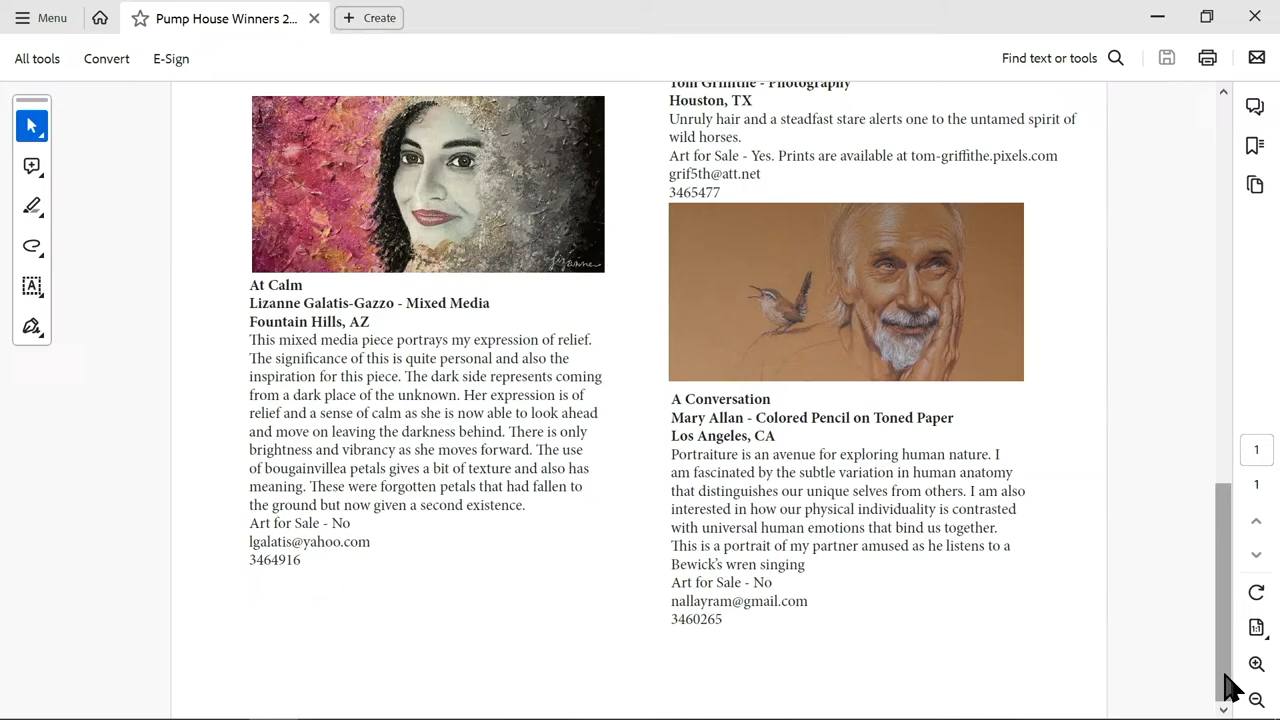 Menu
Pump House Winners 2...
Create
All tools
Convert
E-Sign
Find text or tools
Tom Griffithe - Photography
Houston, TX
Unruly hair and a steadfast stare alerts one to the untamed spirit of
wild horses.
Art for Sale - Yes. Prints are available at tom-griffithe.pixels.com
grif5th@att.net
3465477
Lizanne
At Calm
Lizanne Galatis-Gazzo - Mixed Media
Fountain Hills, AZ
This mixed media piece portrays my expression of relief.
The significance of this is quite personal and also the
inspiration for this piece. The dark side represents coming
from a dark place of the unknown. Her expression is of
relief and a sense of calm as she is now able to look ahead
and move on leaving the darkness behind. There is only
brightness and vibrancy as she moves forward. The use
of bougainvillea petals gives a bit of texture and also has
meaning. These were forgotten petals that had fallen to
the ground but now given a second existence.
Art for Sale - No
lgalatis@yahoo.com
3464916
A Conversation
Mary Allan - Colored Pencil on Toned Paper
Los Angeles, CA
Portraiture is an avenue for exploring human nature. I
am fascinated by the subtle variation in human anatomy
that distinguishes our unique selves from others. I am also
interested in how our physical individuality is contrasted
with universal human emotions that bind us together.
This is a portrait of my partner amused as he listens to a
Bewick's wren singing
Art for Sale - No
nallayram@gmail.com
3460265
1
1
1:1